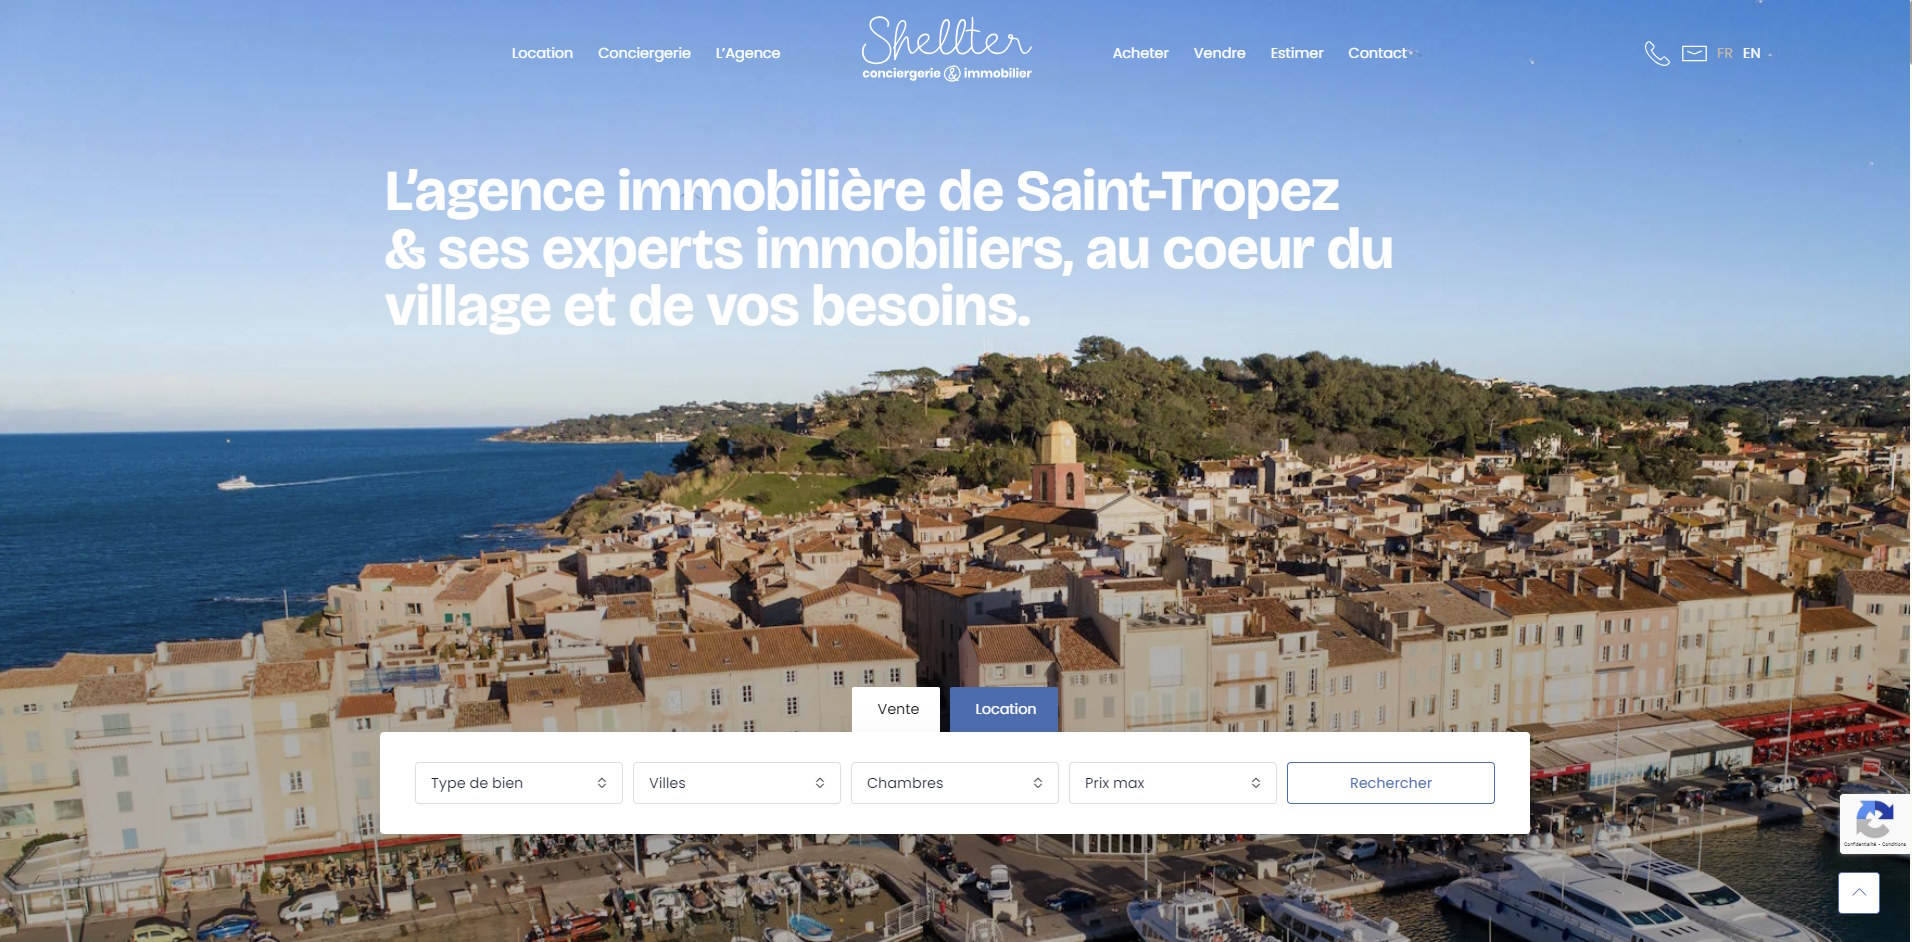 Location Conciergerie L'Agence
Shellter
conciergerie & immobilier
Acheter Vendre Estimer Contact
FR EN
L'agence immobilière de Saint-Tropez
& ses experts immobiliers, au coeur du
village et de vos besoins.
Vente Location
Type de bien Villes Chambres Prix max Rechercher
Confidentialité - Conditions